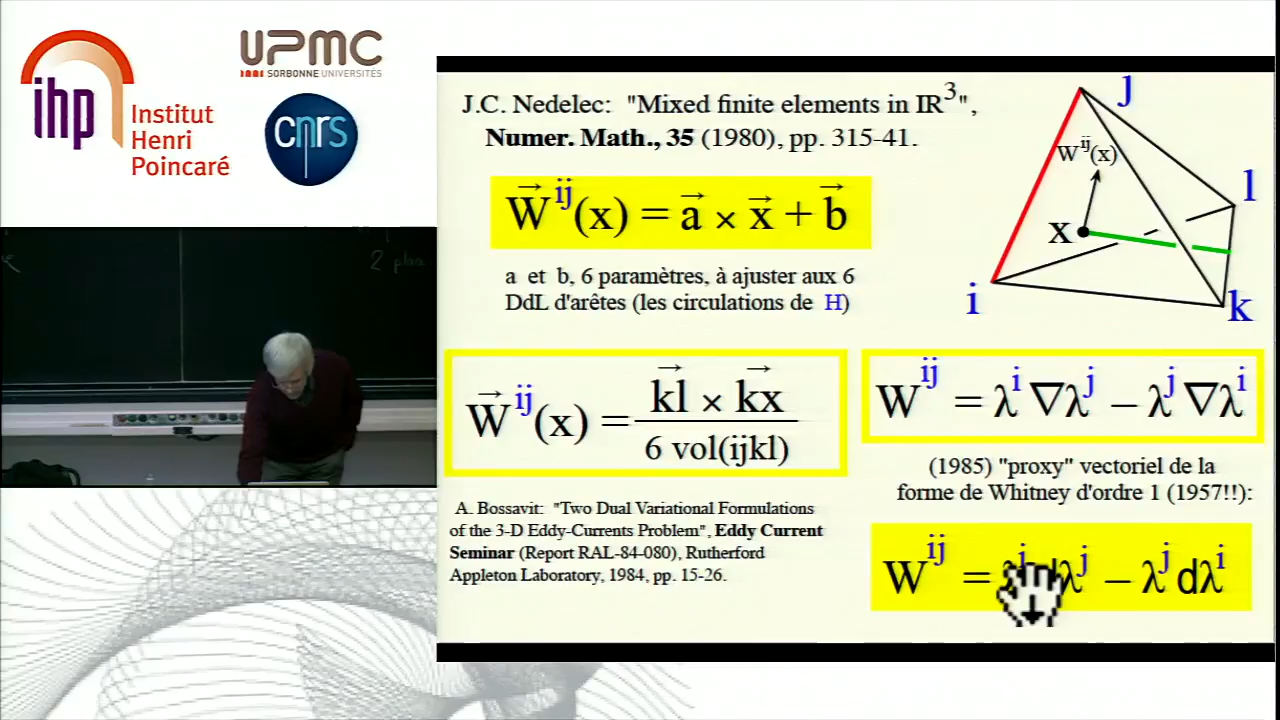 ihp
Institut
Henri
Poincaré
UPMC
SORBONNE UNIVERSITÉS
cnrs
2
J.C. Nedelec: "Mixed finite elements in IR³",
Numer. Math., 35 (1980), pp. 315-41.
W^ij(x) = a × x + b
a et b, 6 paramètres, à ajuster aux 6
DdL d'arêtes (les circulations de H)
j
W^ij(x)
l
x
i
k
W^ij(x) = kl × kx / 6 vol(ijkl)
W^ij = λ^i ∇λ^j – λ^j ∇λ^i
(1985) "proxy" vectoriel de la
forme de Whitney d'ordre 1 (1957!!):
A. Bossavit: "Two Dual Variational Formulations
of the 3-D Eddy-Currents Problem", Eddy Current
Seminar (Report RAL-84-080), Rutherford
Appleton Laboratory, 1984, pp. 15-26.
W^ij = λ^i dλ^j – λ^j dλ^i